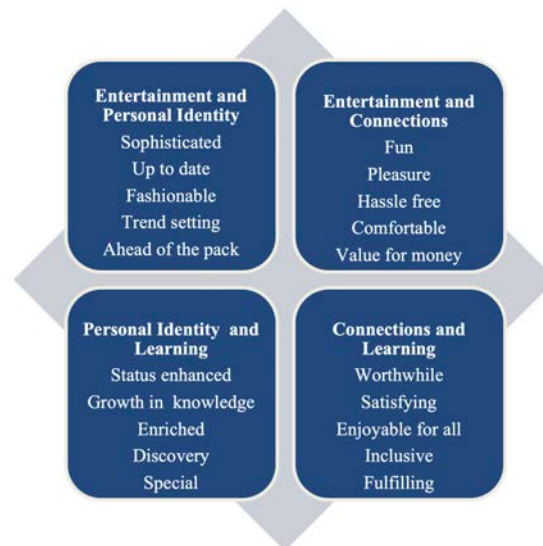 Entertainment and
Personal Identity
Sophisticated
Up to date
Fashionable
Trend setting
Ahead of the pack
Entertainment and
Connections
Fun
Pleasure
Hassle free
Comfortable
Value for money
Personal Identity and
Learning
Status enhanced
Growth in knowledge
Enriched
Discovery
Special
Connections and
Learning
Worthwhile
Satisfying
Enjoyable for all
Inclusive
Fulfilling